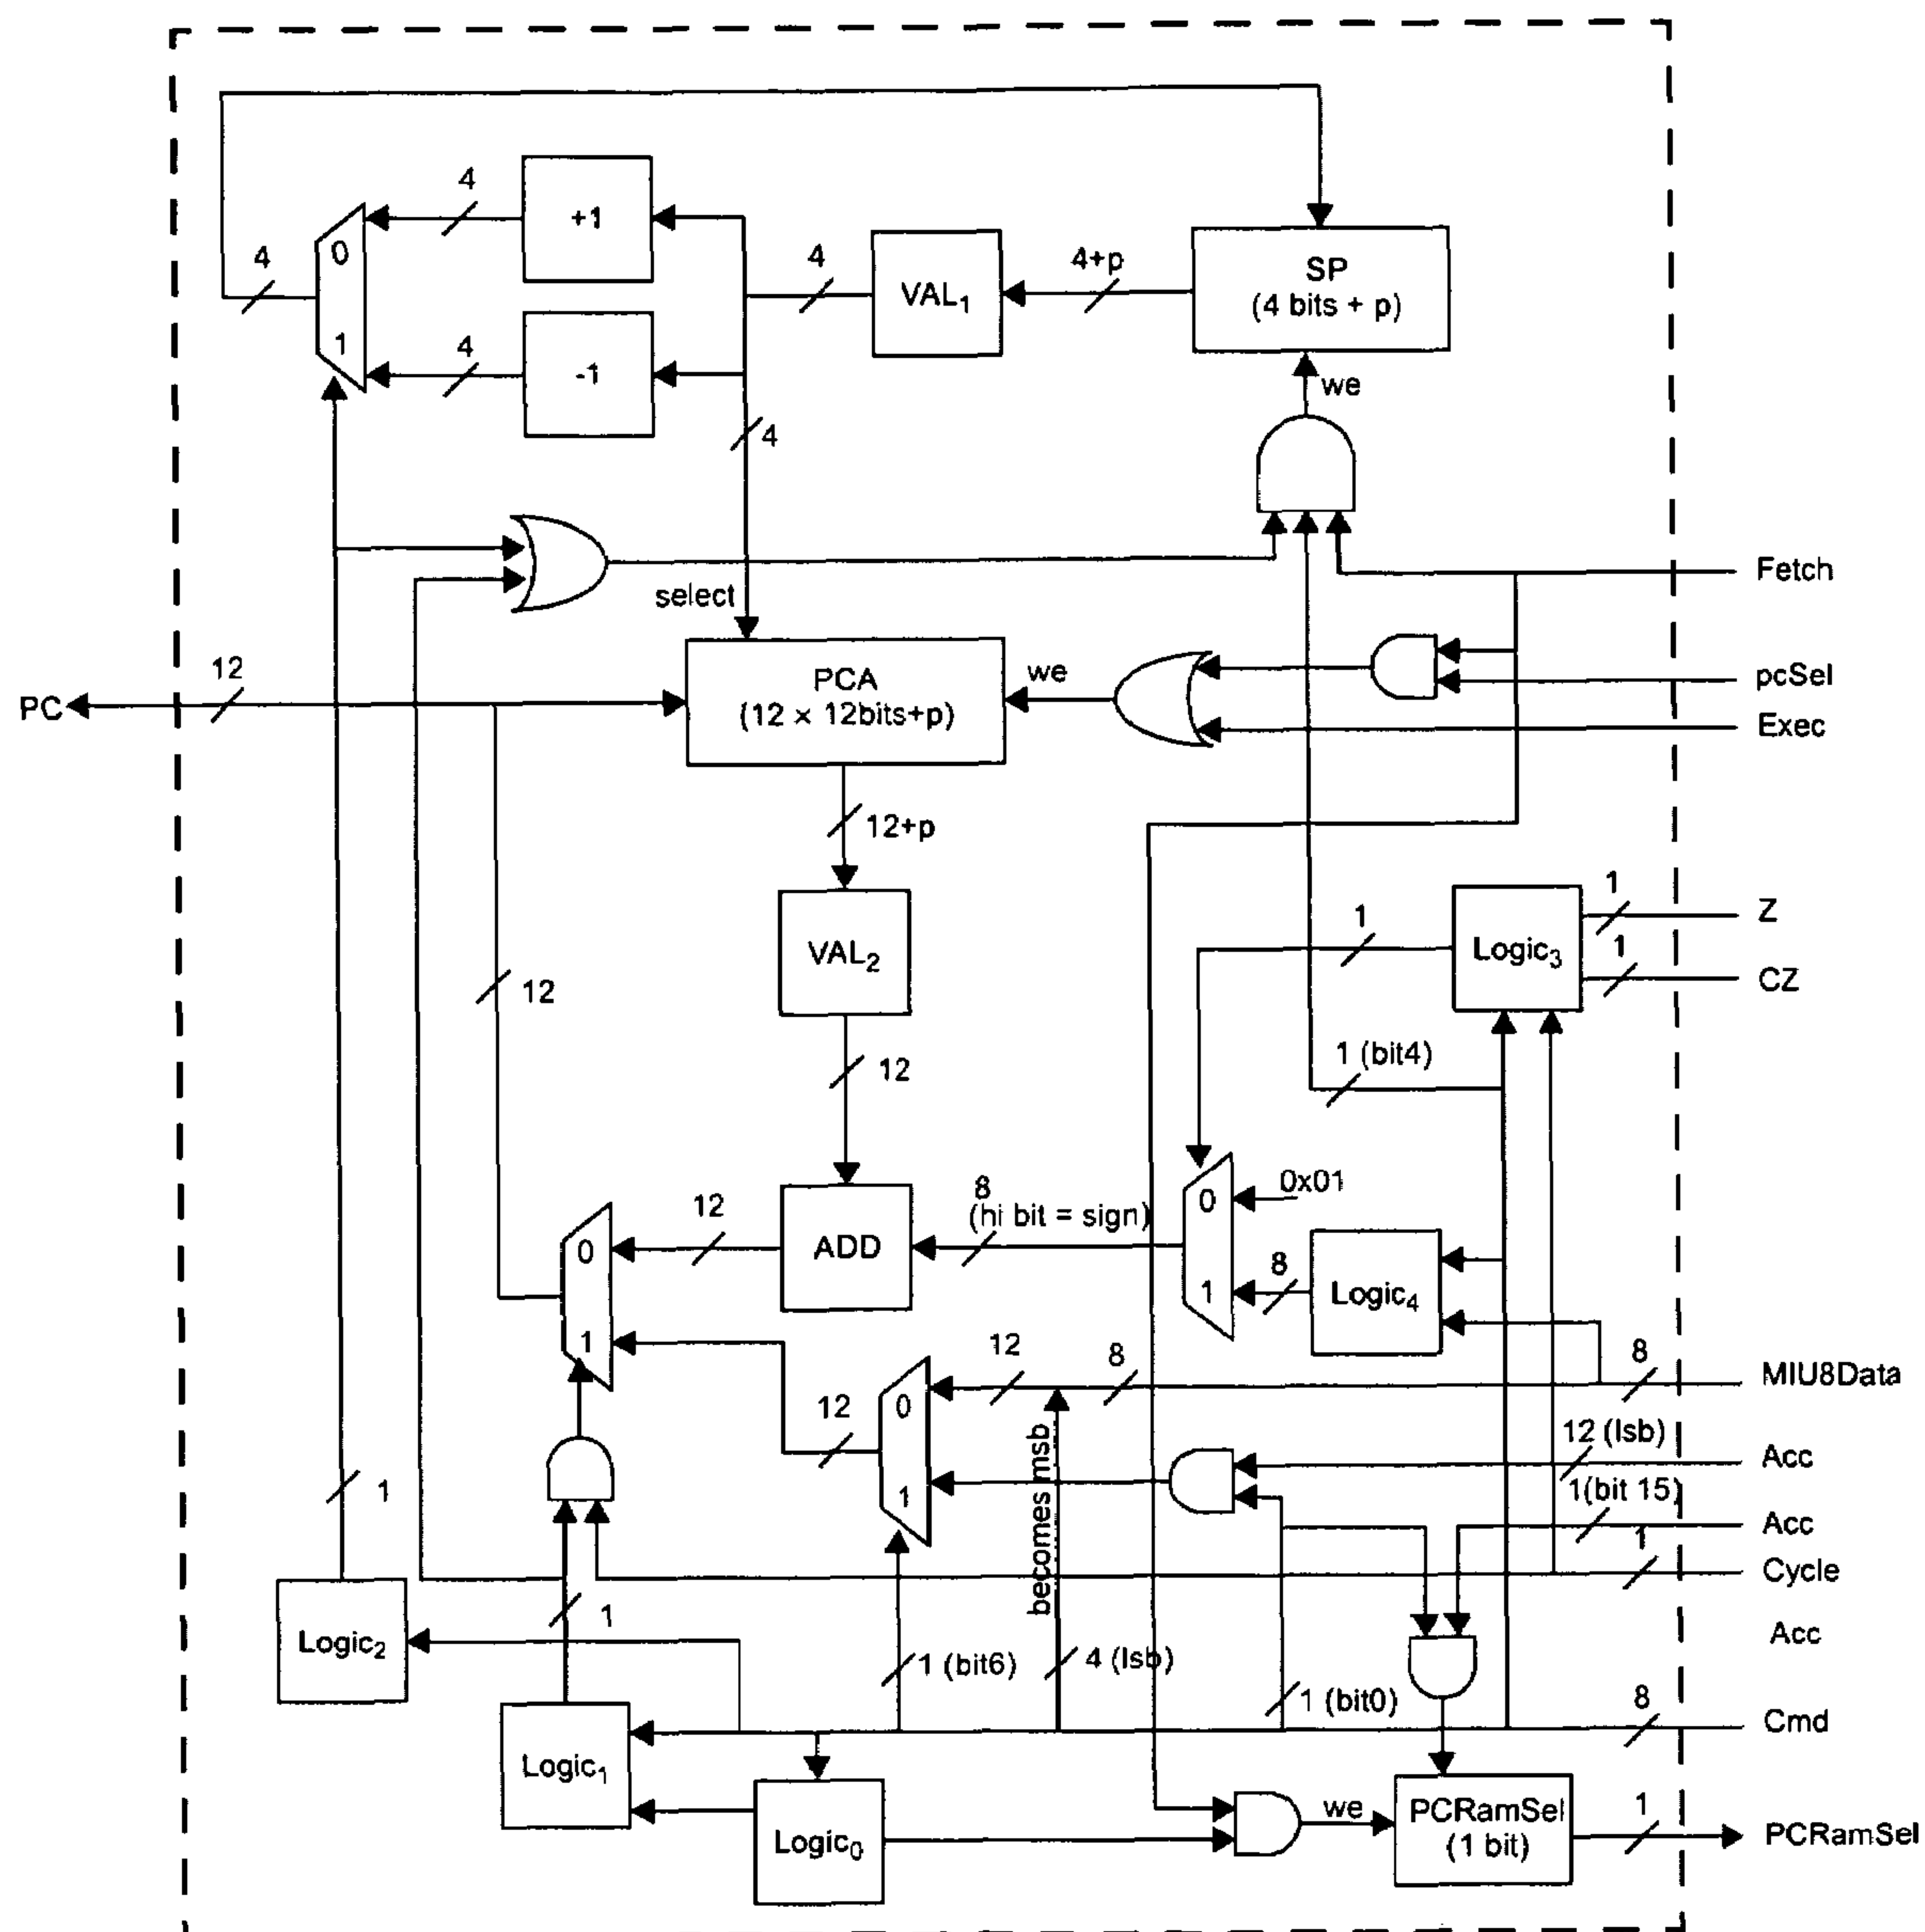 4
+1
0
4
4
VAL₁
4+p
SP
(4 bits + p)
1
4
-1
we
4
select
Fetch
12
PCA
(12 x 12bits+p)
we
pcSel
PC
Exec
12+p
1
Z
VAL₂
1
Logic₃
1
CZ
12
12
1 (bit4)
0x01
8
(hi bit = sign)
0
12
0
ADD
8
Logic₄
1
1
12
8
8
MIU8Data
0
12
12 (lsb)
Acc
1
becomes msb
1(bit 15)
Acc
1
1
Cycle
1
Logic₂
Acc
1 (bit6)
4 (lsb)
1 (bit0)
8
Cmd
Logic₁
we
PCRamSel
(1 bit)
1
PCRamSel
Logic₀